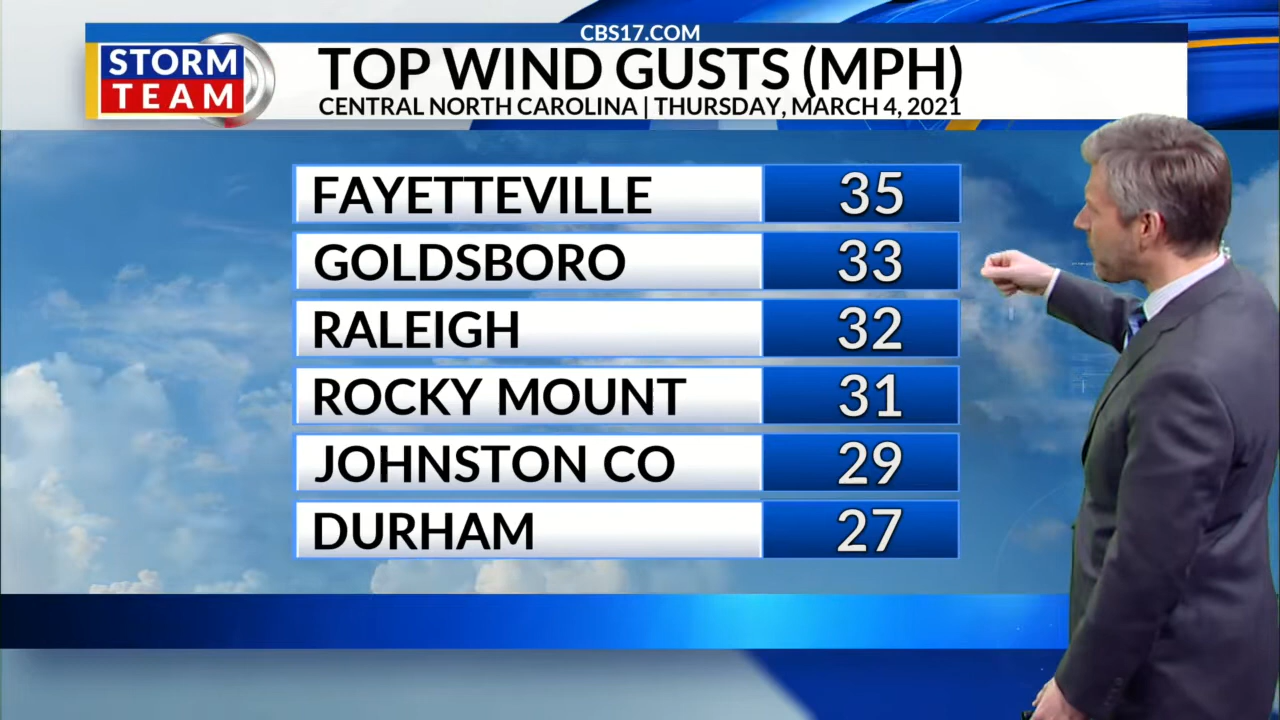 CBS17.COM
STORM
TEAM
TOP WIND GUSTS (MPH)
CENTRAL NORTH CAROLINA | THURSDAY, MARCH 4, 2021
FAYETTEVILLE 35
GOLDSBORO 33
RALEIGH 32
ROCKY MOUNT 31
JOHNSTON CO 29
DURHAM 27